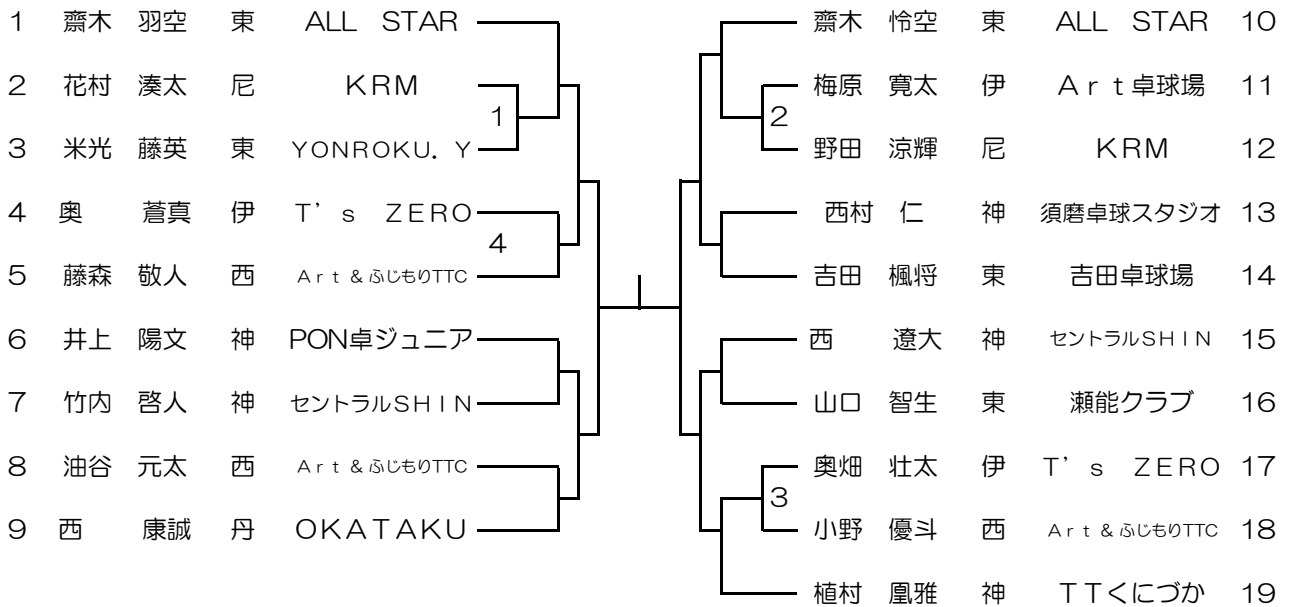 1 齋木 羽空 東 ALL STAR
2 花村 湊太 尼 KRM
1
3 米光 藤英 東 YONROKU.Y
4 奥 蒼真 伊 T's ZERO
4
5 藤森 敬人 西 Art&ふじもりTTC
6 井上 陽文 神 PON卓ジュニア
7 竹内 啓人 神 セントラルSHIN
8 油谷 元太 西 Art&ふじもりTTC
9 西 康誠 丹 OKATAKU
齋木 怜空 東 ALL STAR 10
梅原 寛太 伊 Art卓球場 11
2
野田 涼輝 尼 KRM 12
西村 仁 神 須磨卓球スタジオ 13
吉田 楓将 東 吉田卓球場 14
西 遼大 神 セントラルSHIN 15
山口 智生 東 瀬能クラブ 16
奥畑 壮太 伊 T's ZERO 17
3
小野 優斗 西 Art&ふじもりTTC 18
植村 凰雅 神 TTくにづか 19